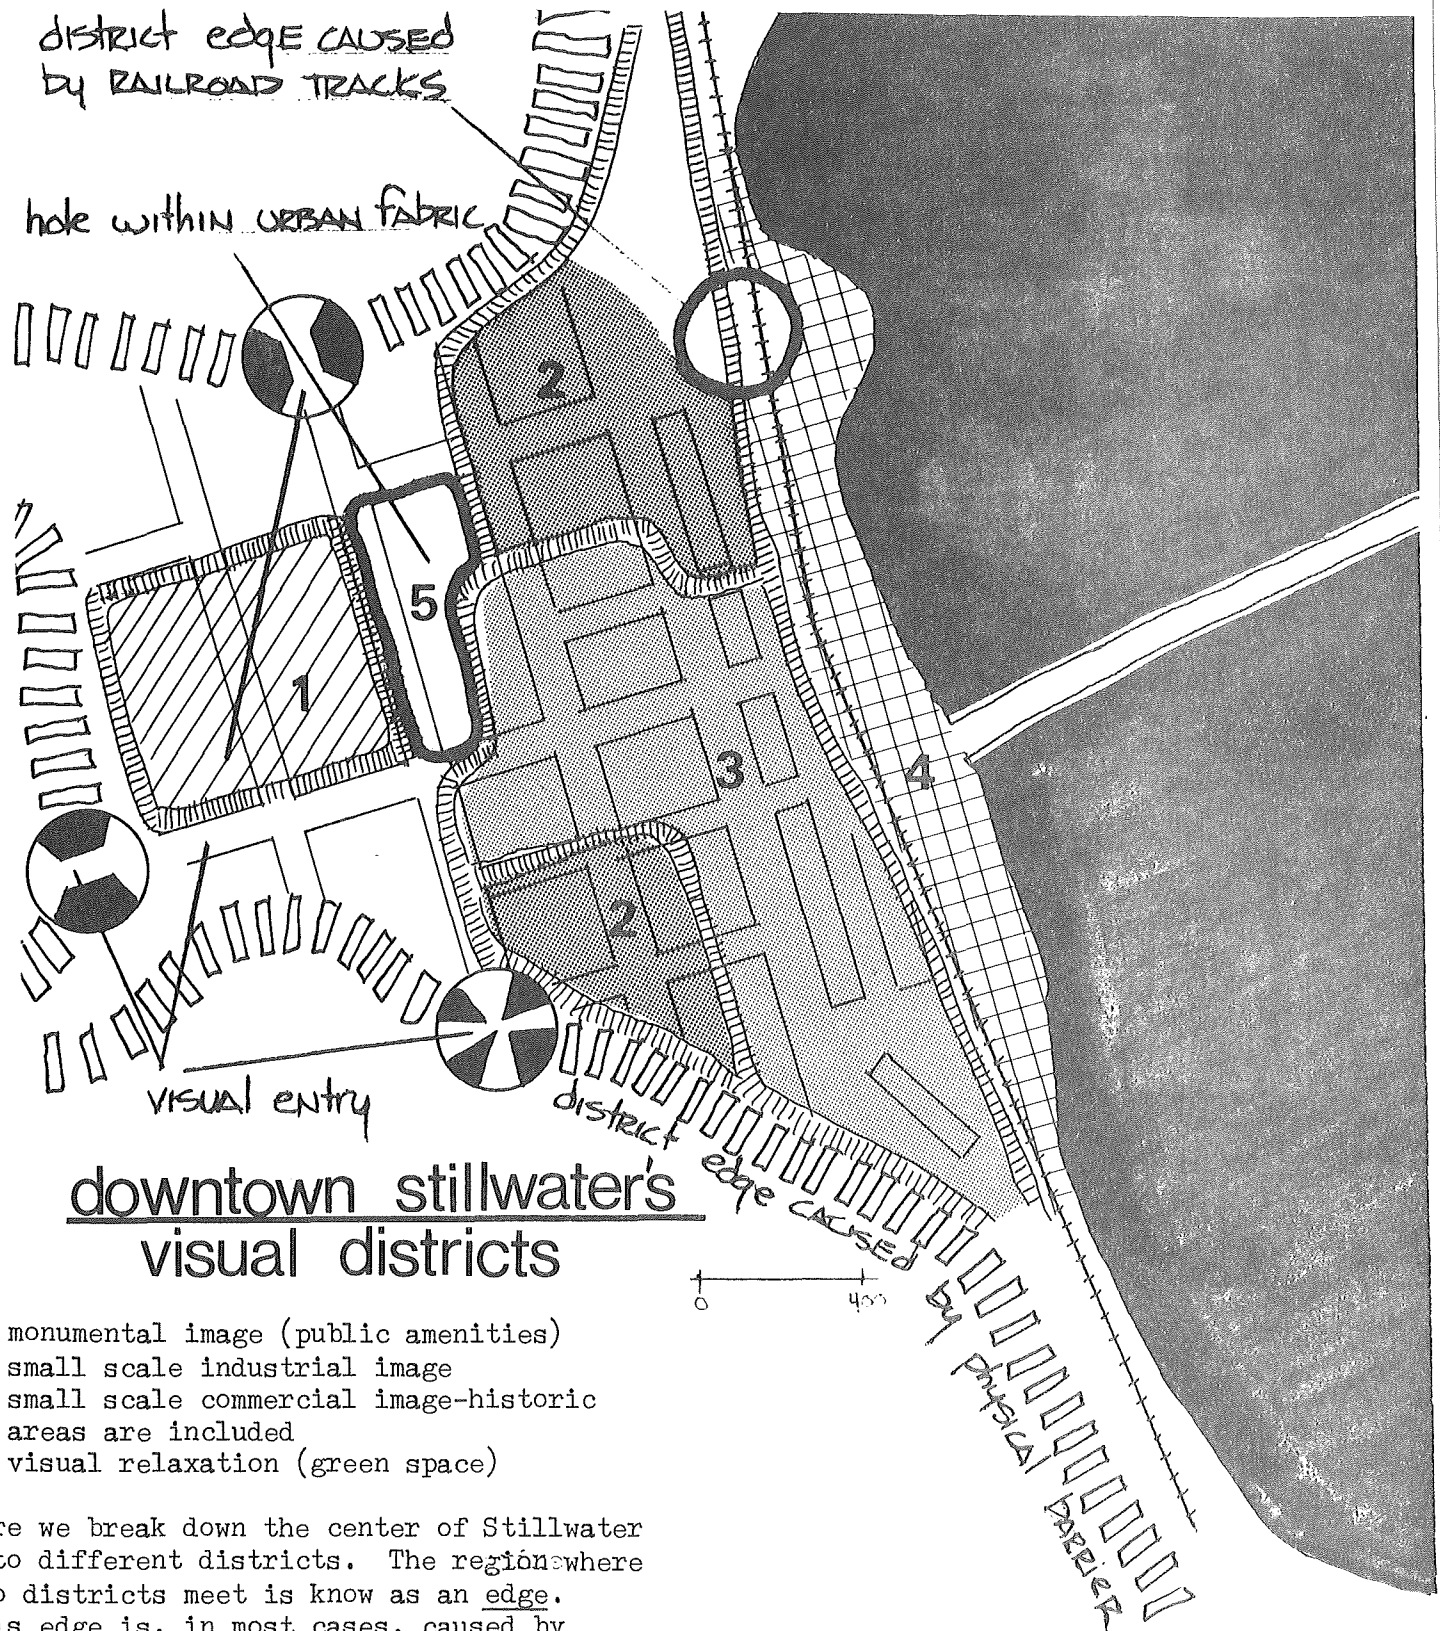 district edge CAUSED
by RAILROAD TRACKS
hole within URBAN fabric
2
5
1
3
4
2
visual entry
district edge caused by physical barrier
downtown stillwater's
visual districts
0 400
monumental image (public amenities)
small scale industrial image
small scale commercial image-historic
areas are included
visual relaxation (green space)
re we break down the center of Stillwater
to different districts. The region where
o districts meet is know as an edge.
s edge is, in most cases, caused by